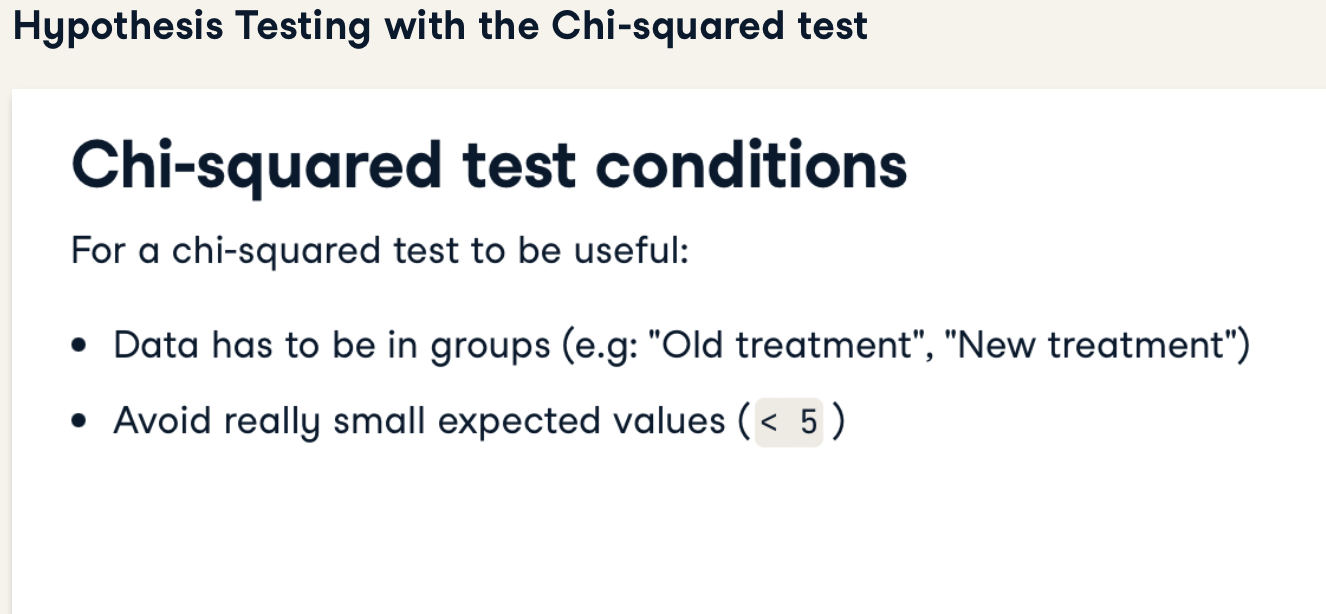 Hypothesis Testing with the Chi-squared test
Chi-squared test conditions
For a chi-squared test to be useful:
• Data has to be in groups (e.g: "Old treatment", "New treatment")
• Avoid really small expected values ( < 5 )